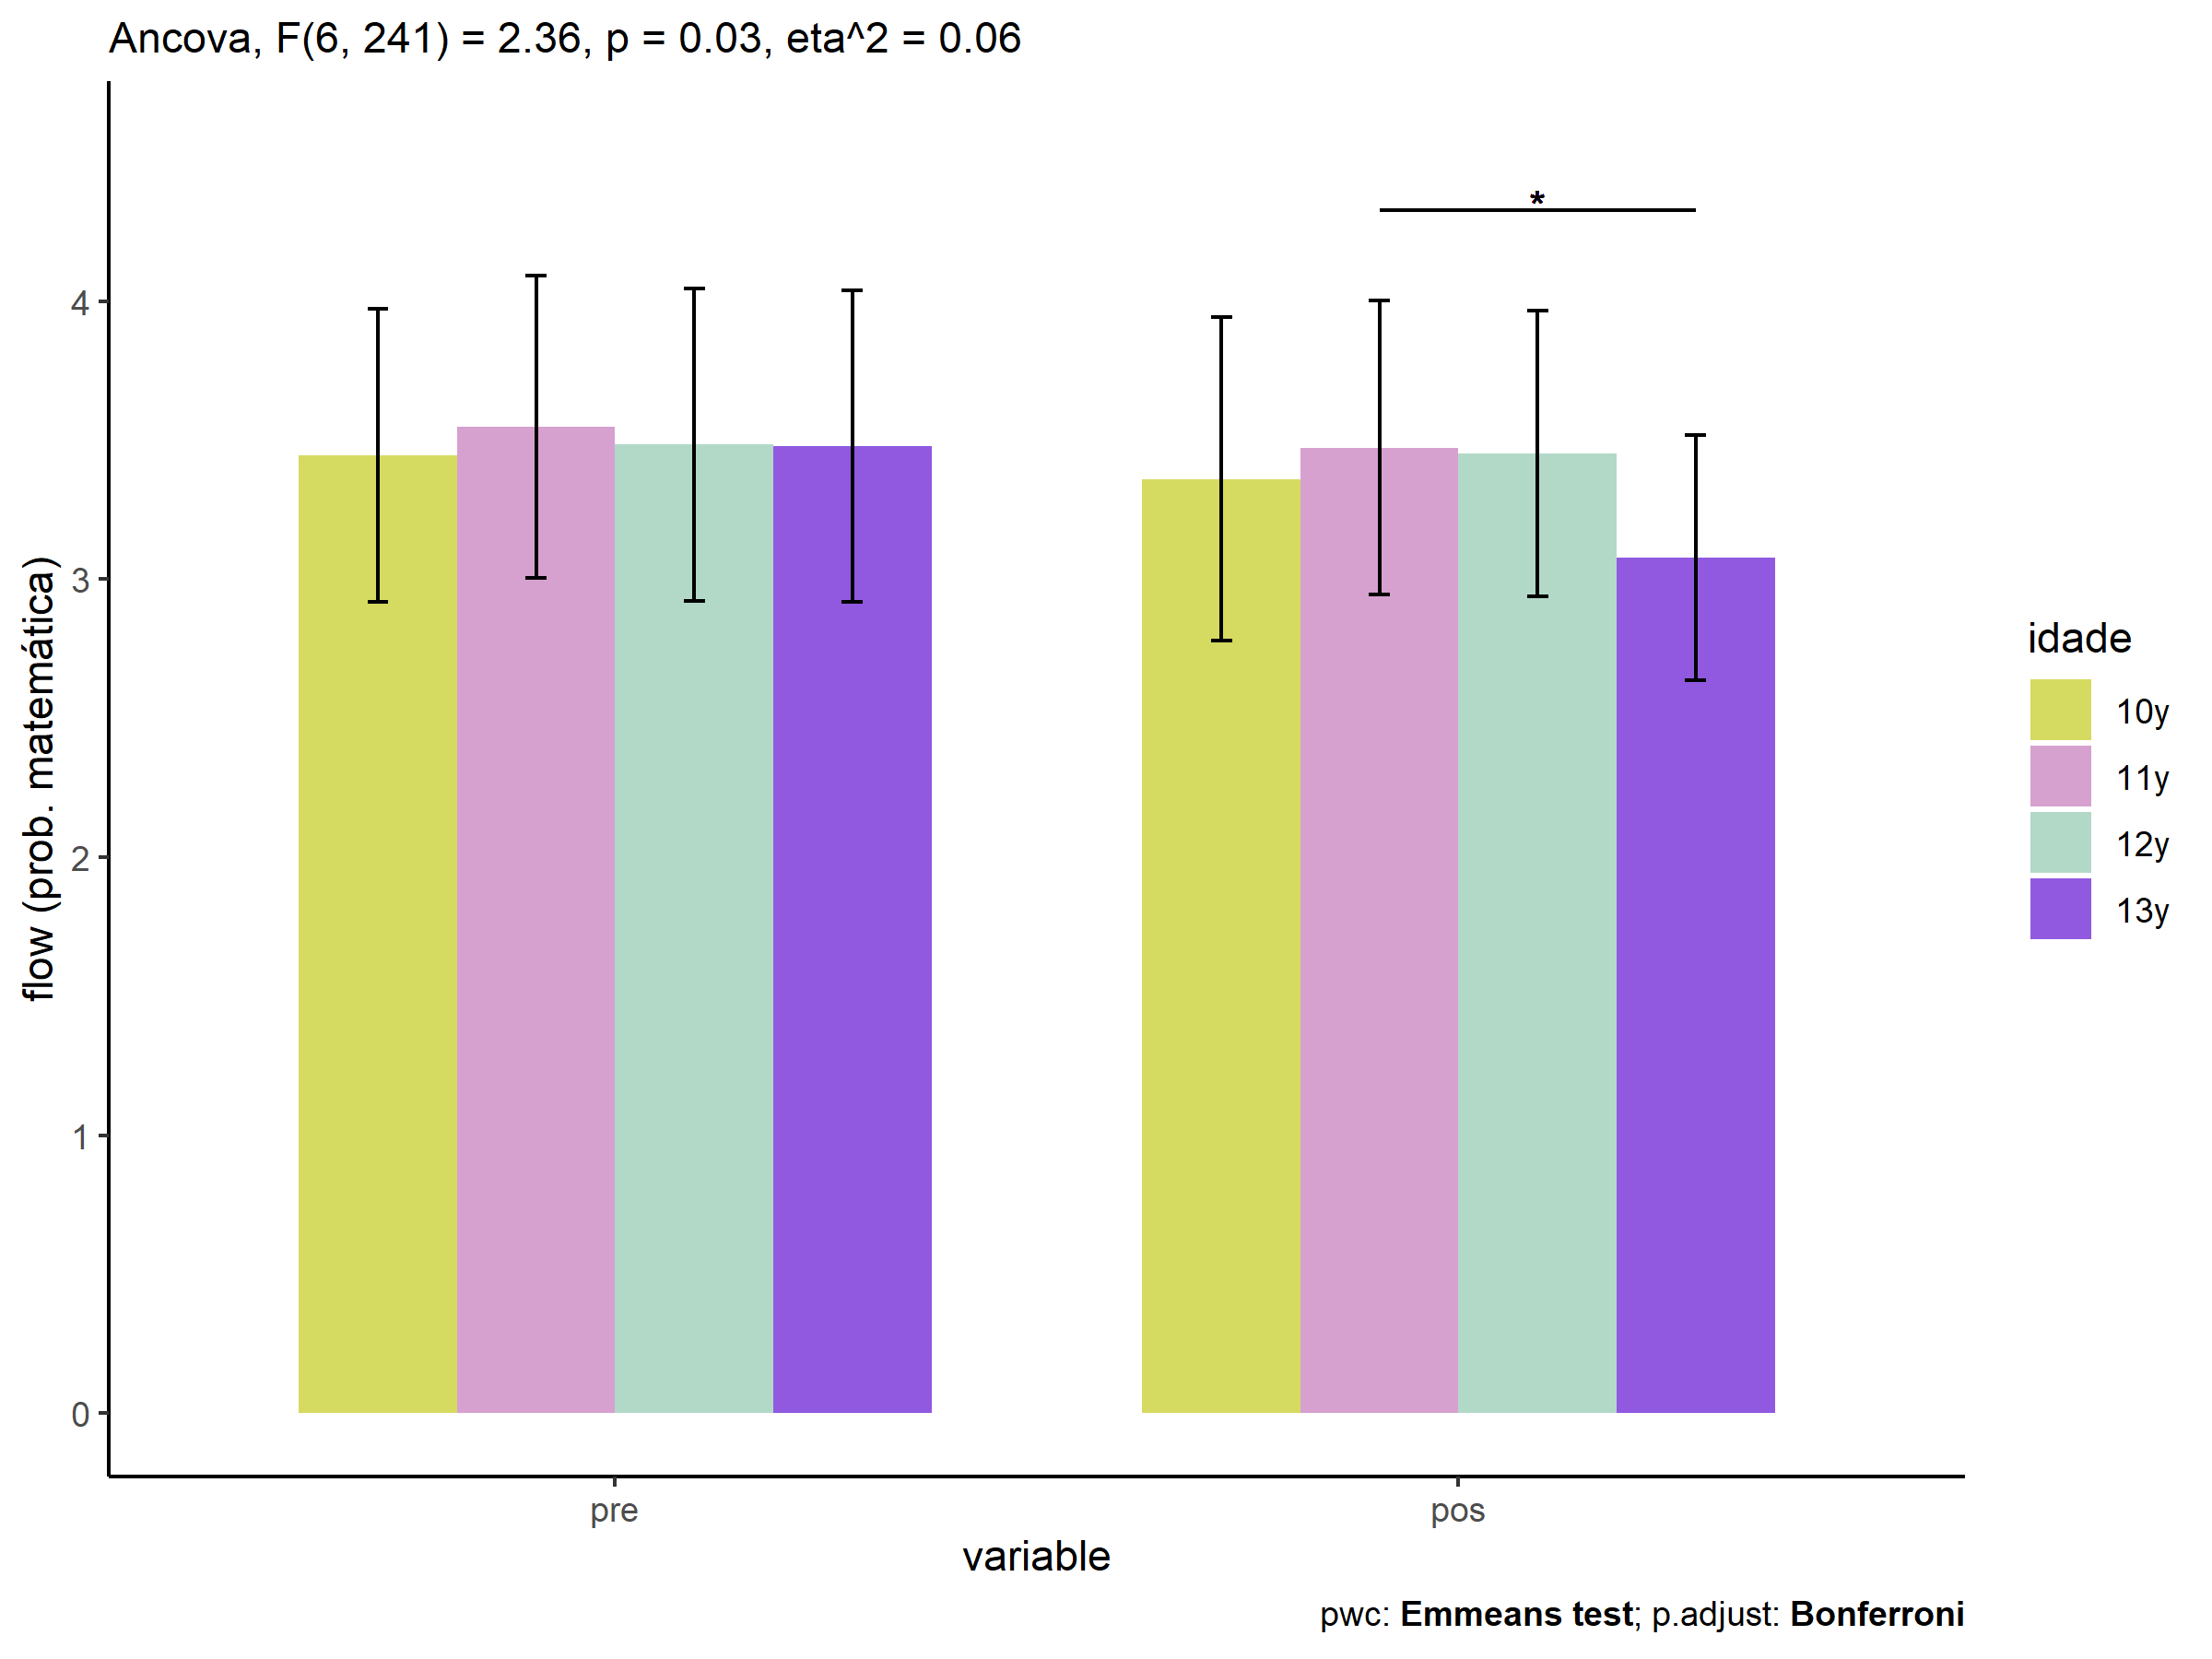 Ancova, F(6, 241) = 2.36, p = 0.03, eta^2 = 0.06
*
4
3
2
1
0
flow (prob. matemática)
pre
pos
variable
idade
10y
11y
12y
13y
pwc: Emmeans test; p.adjust: Bonferroni